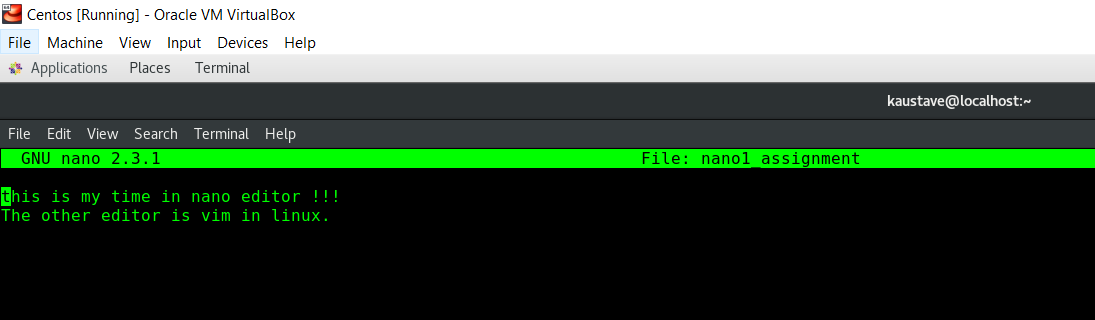 Centos [Running] - Oracle VM VirtualBox
File Machine View Input Devices Help
Applications Places Terminal
kaustave@localhost:~
File Edit View Search Terminal Help
GNU nano 2.3.1 File: nano1_assignment
this is my time in nano editor !!!
The other editor is vim in linux.